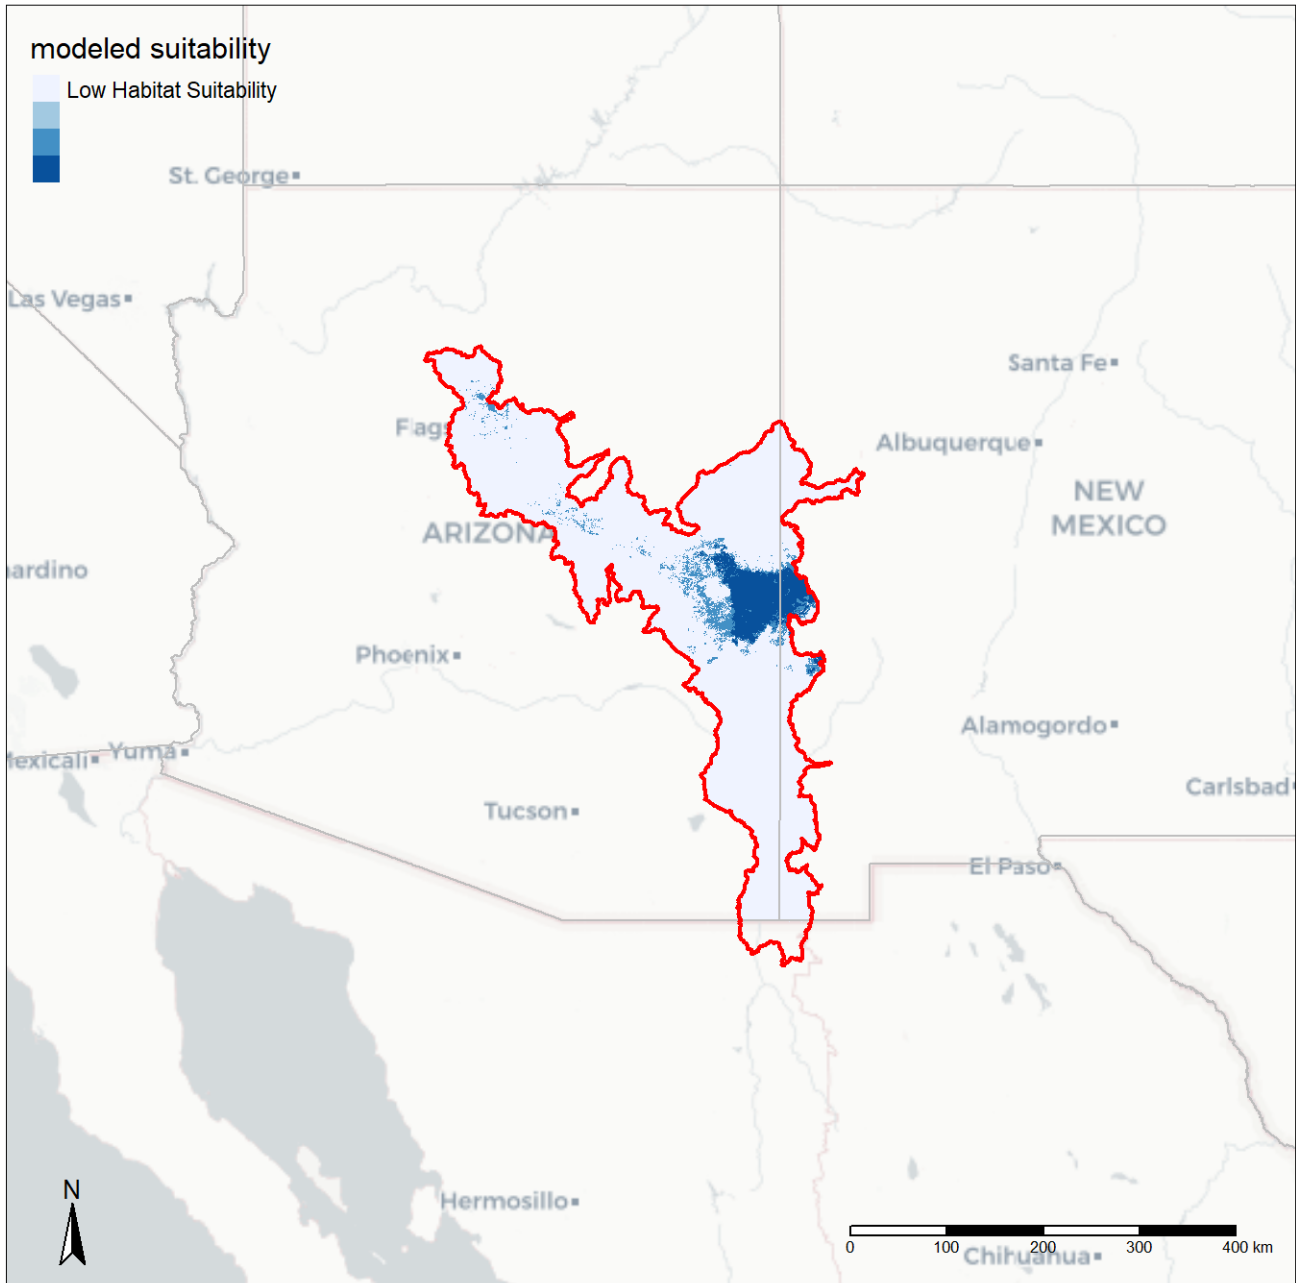 modeled suitability
Low Habitat Suitability
St. George
Las Vegas
Santa Fe
Flags
Albuquerque
NEW
MEXICO
ARIZONA
ardino
Phoenix
Alamogordo
Mexicali
Yuma
Carlsbad
Tucson
El Paso
N
Hermosillo
0 100 200 300 400 km
Chihuahua